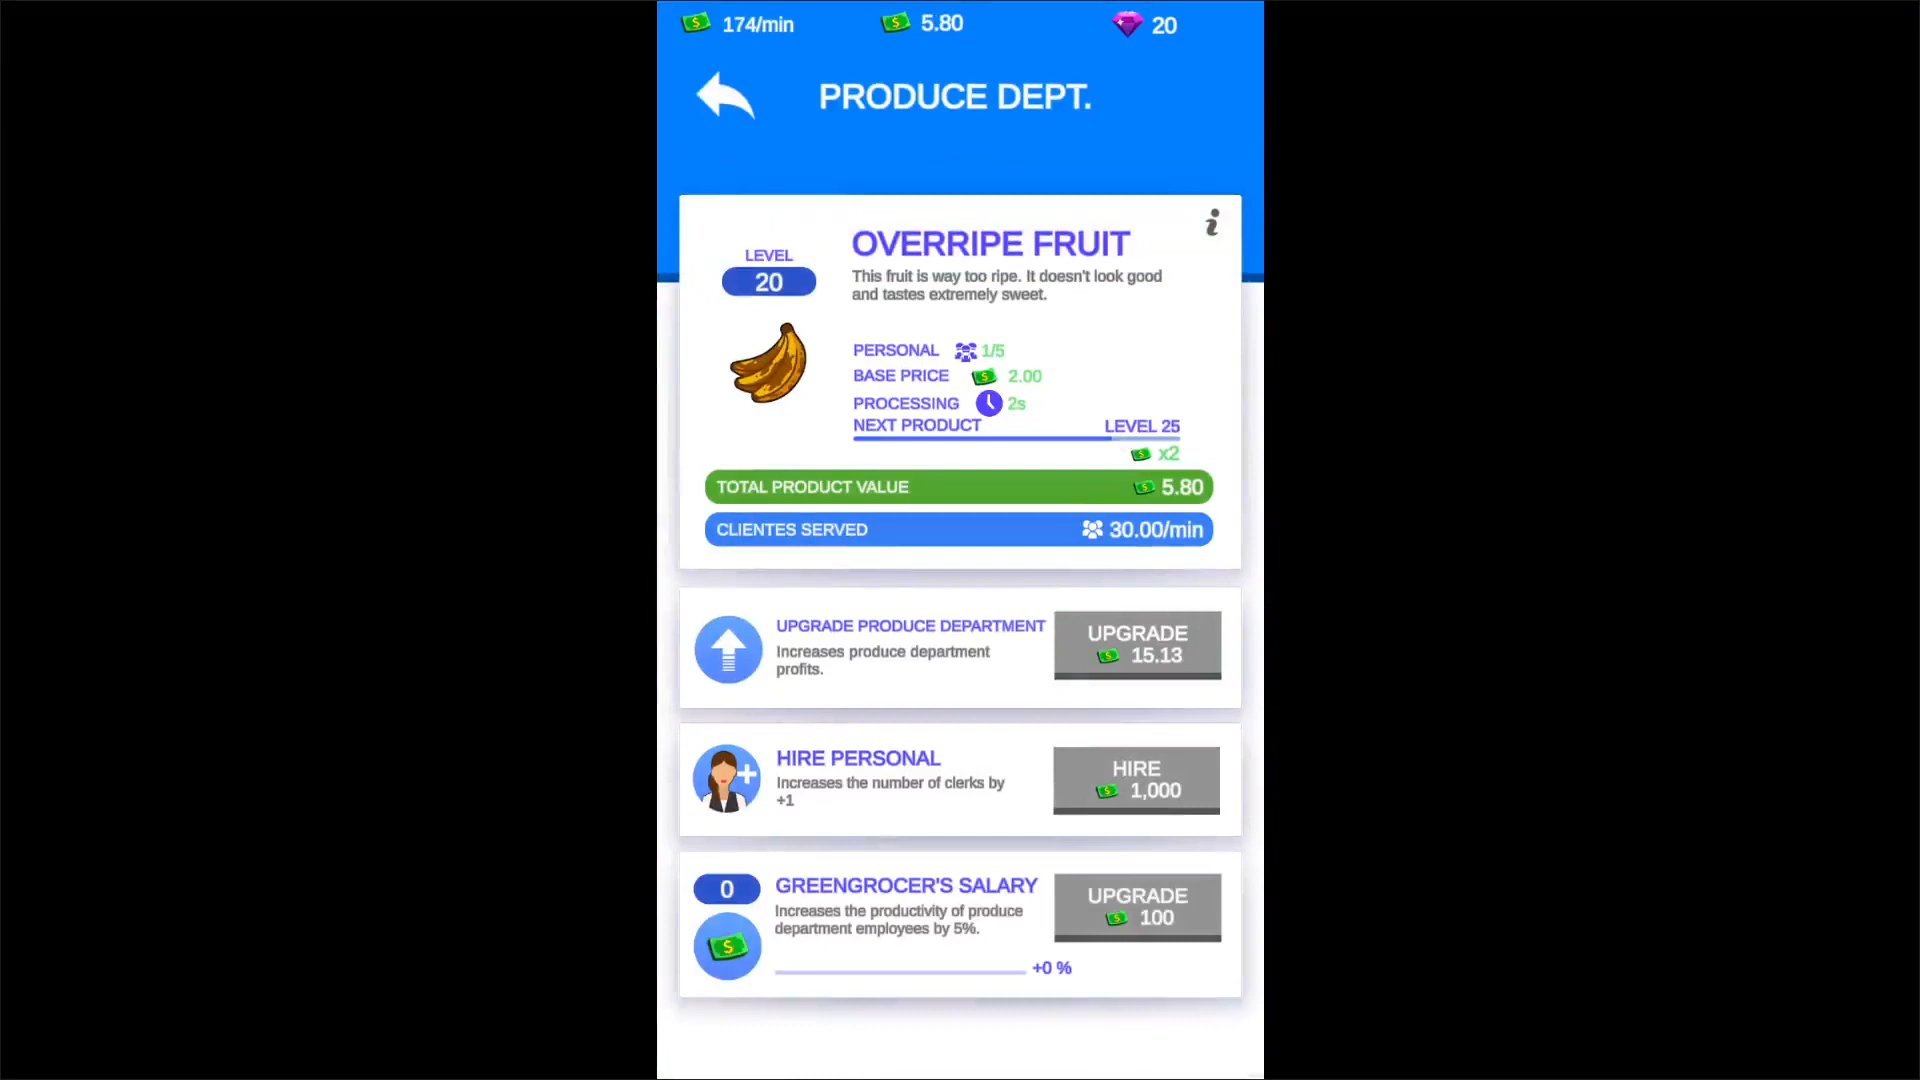 174/min 5.80 20
PRODUCE DEPT.
LEVEL
20
OVERRIPE FRUIT
This fruit is way too ripe. It doesn't look good
and tastes extremely sweet.
PERSONAL 1/5
BASE PRICE 2.00
PROCESSING 2s
NEXT PRODUCT LEVEL 25
x2
TOTAL PRODUCT VALUE 5.80
CLIENTES SERVED 30.00/min
UPGRADE PRODUCE DEPARTMENT
Increases produce department
profits.
UPGRADE
15.13
HIRE PERSONAL
Increases the number of clerks by
+1
HIRE
1,000
0
GREENGROCER'S SALARY
Increases the productivity of produce
department employees by 5%.
+0 %
UPGRADE
100